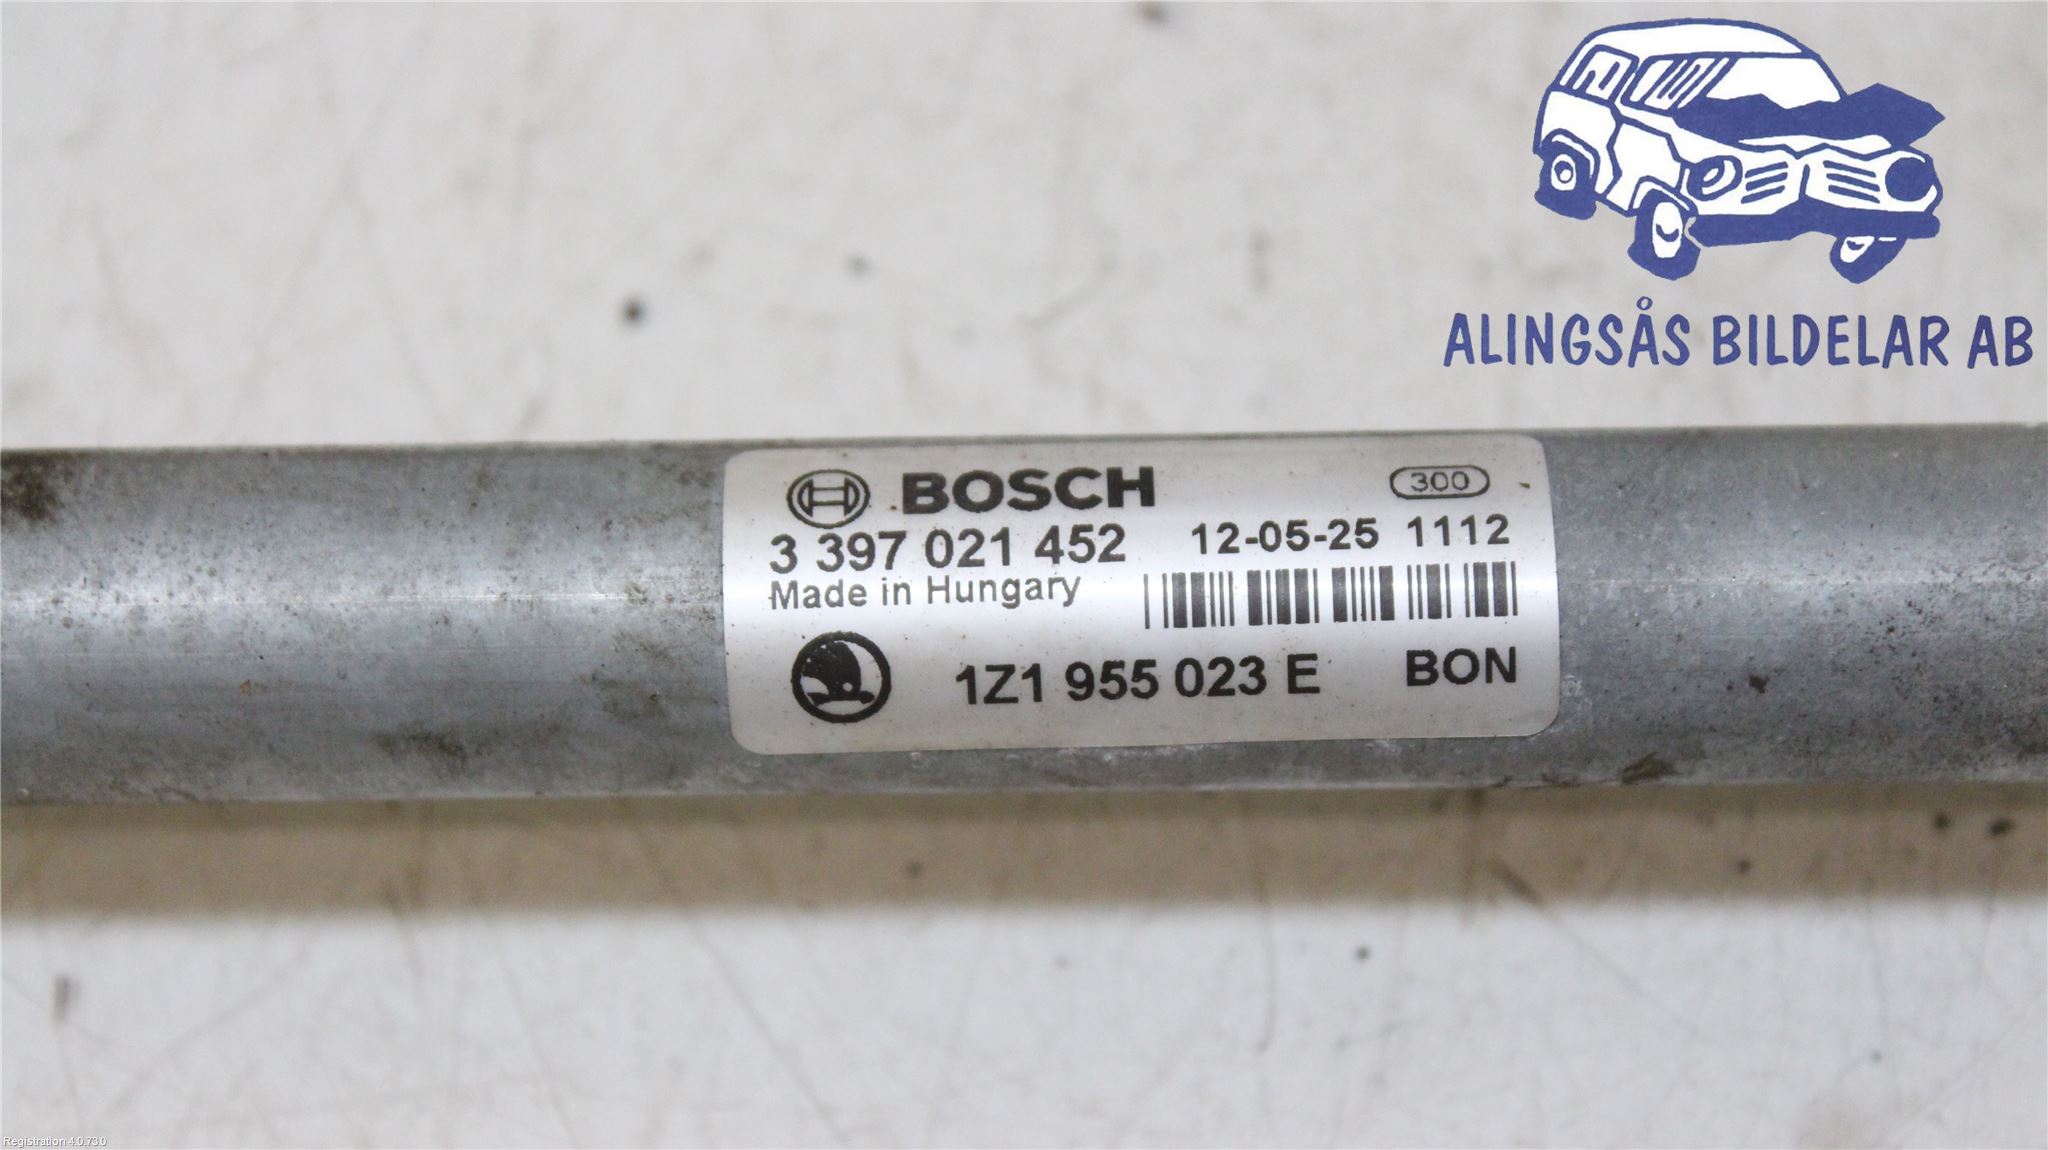 ALINGSÅS BILDELAR AB
BOSCH 300
3 397 021 452 12-05-25 1112
Made in Hungary
1Z1 955 023 E BON
Registration 4.0.73.0